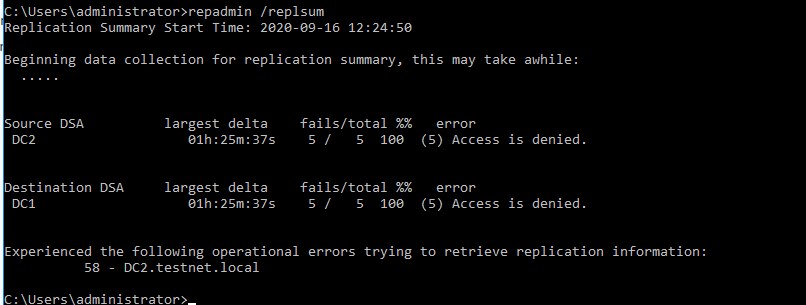 C:\Users\administrator>repadmin /replsum
Replication Summary Start Time: 2020-09-16 12:24:50
Beginning data collection for replication summary, this may take awhile:
.....
Source DSA largest delta fails/total %% error
DC2 01h:25m:37s 5 / 5 100 (5) Access is denied.
Destination DSA largest delta fails/total %% error
DC1 01h:25m:37s 5 / 5 100 (5) Access is denied.
Experienced the following operational errors trying to retrieve replication information:
58 - DC2.testnet.local
C:\Users\administrator>_